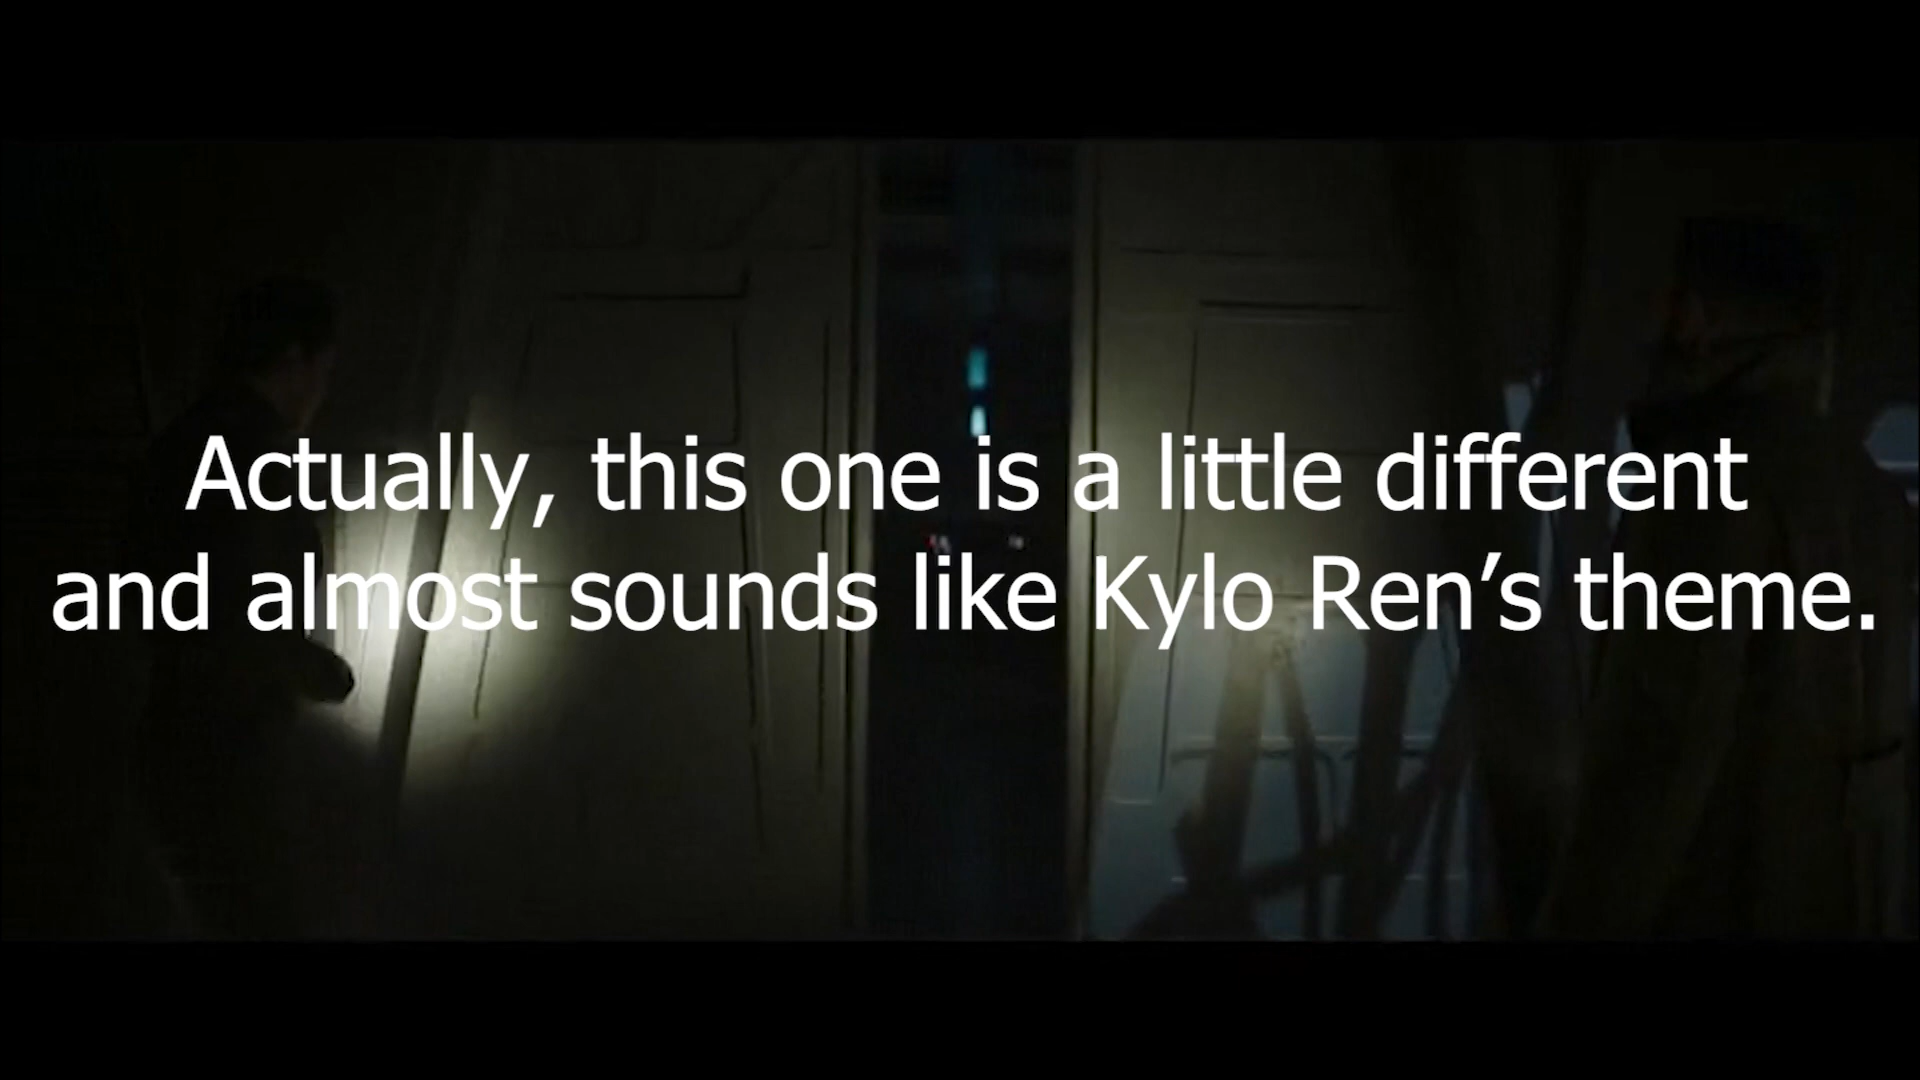 Actually, this one is a little different
and almost sounds like Kylo Ren’s theme.